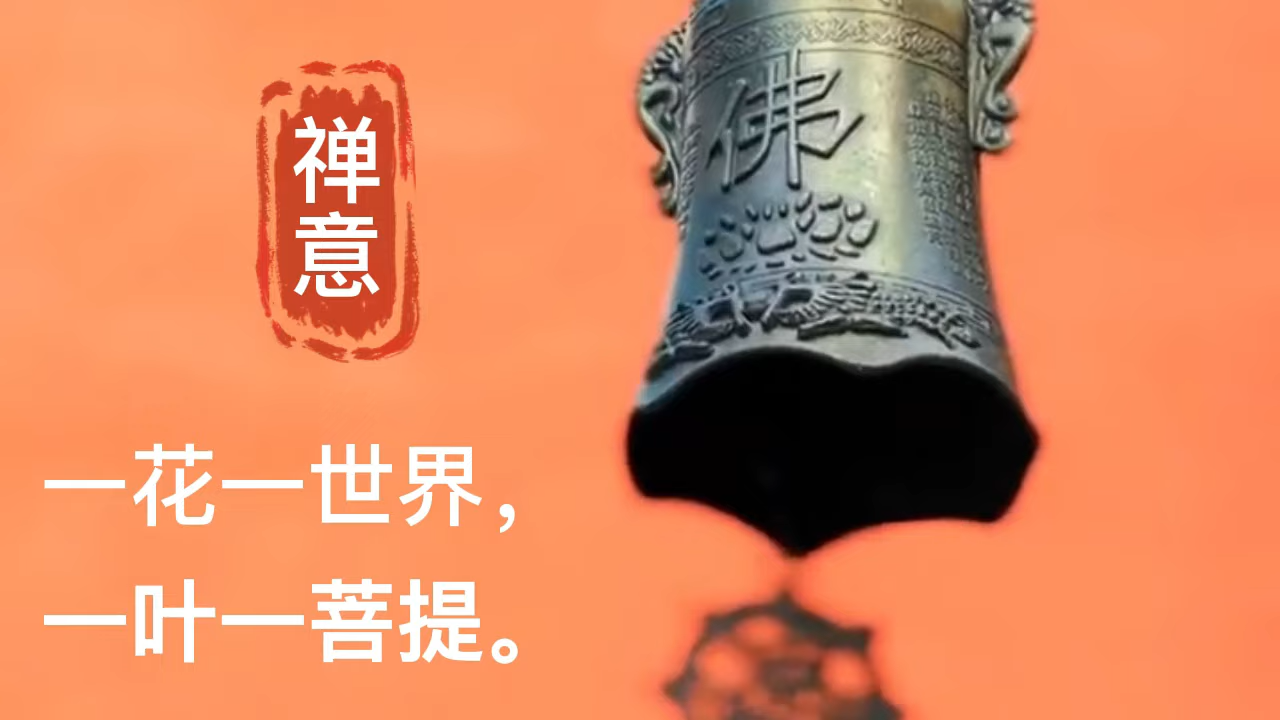 禅意
佛
一花一世界，
一叶一菩提。